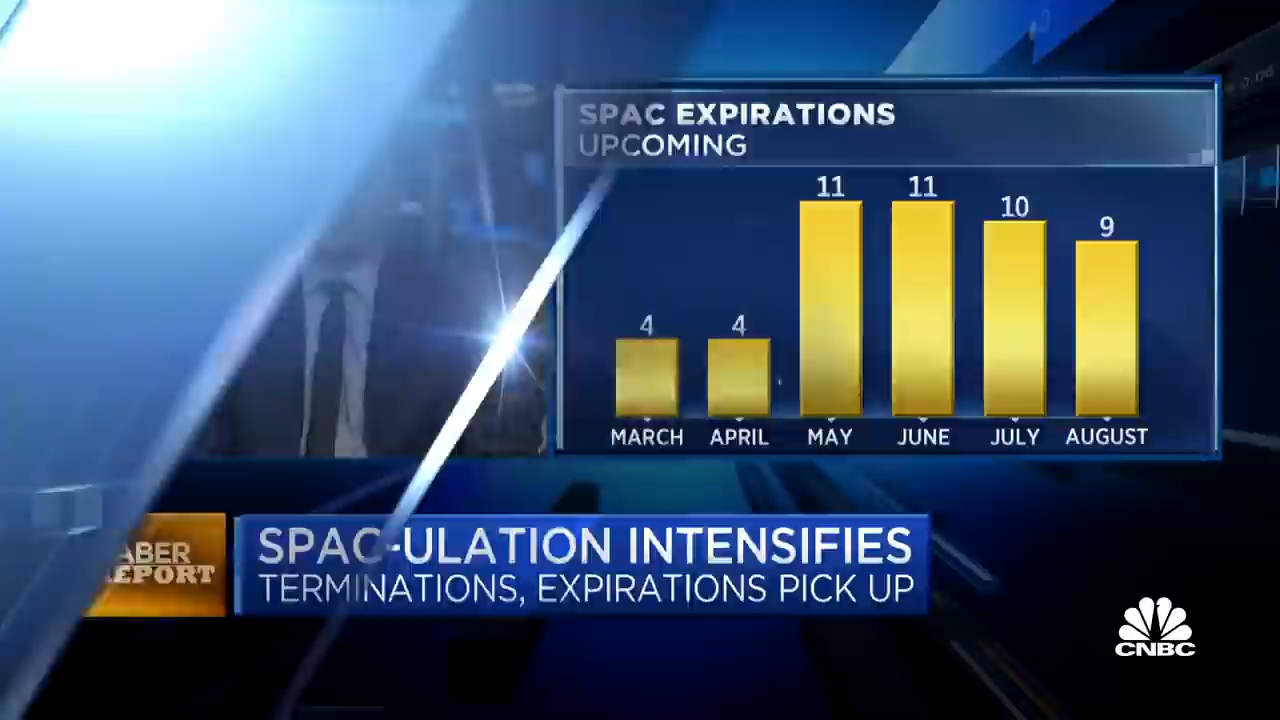 SPAC EXPIRATIONS
UPCOMING
11
11
10
9
4
4
MARCH
APRIL
MAY
JUNE
JULY
AUGUST
SPAC-ULATION INTENSIFIES
TERMINATIONS, EXPIRATIONS PICK UP
CNBC